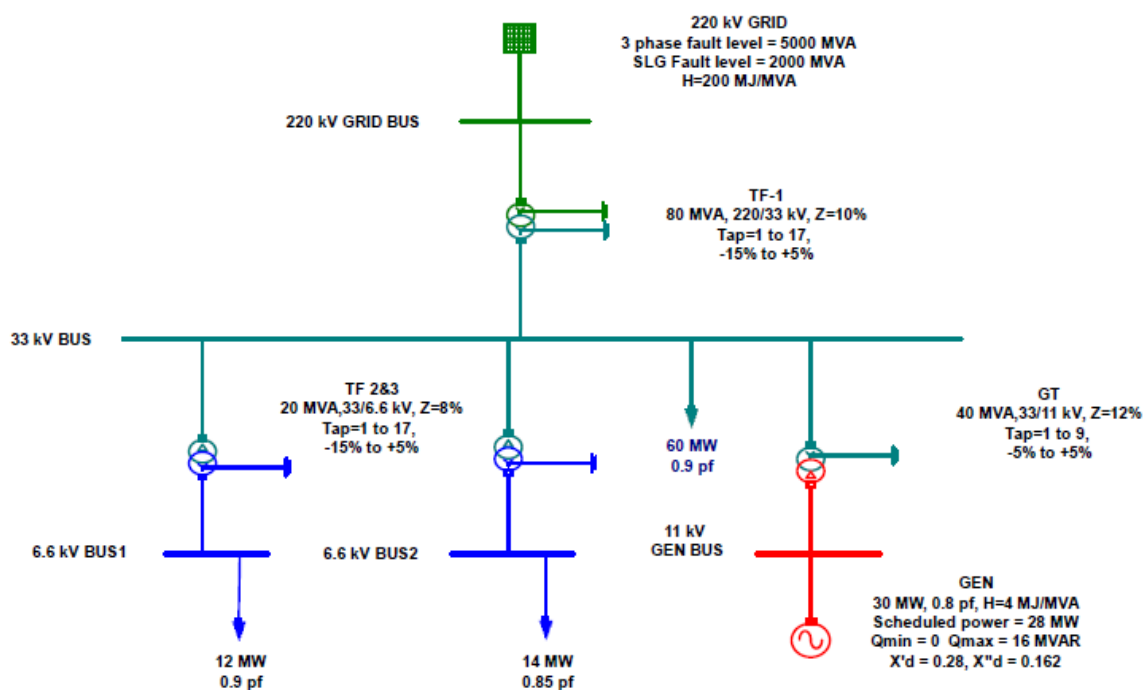 220 kV GRID
3 phase fault level = 5000 MVA
SLG Fault level = 2000 MVA
H=200 MJ/MVA
220 kV GRID BUS
TF-1
80 MVA, 220/33 kV, Z=10%
Tap=1 to 17,
-15% to +5%
33 kV BUS
TF 2&3
20 MVA,33/6.6 kV, Z=8%
Tap=1 to 17,
-15% to +5%
60 MW
0.9 pf
GT
40 MVA,33/11 kV, Z=12%
Tap=1 to 9,
-5% to +5%
6.6 kV BUS1
6.6 kV BUS2
11 kV
GEN BUS
GEN
30 MW, 0.8 pf, H=4 MJ/MVA
Scheduled power = 28 MW
Qmin = 0 Qmax = 16 MVAR
X'd = 0.28, X"d = 0.162
12 MW
0.9 pf
14 MW
0.85 pf